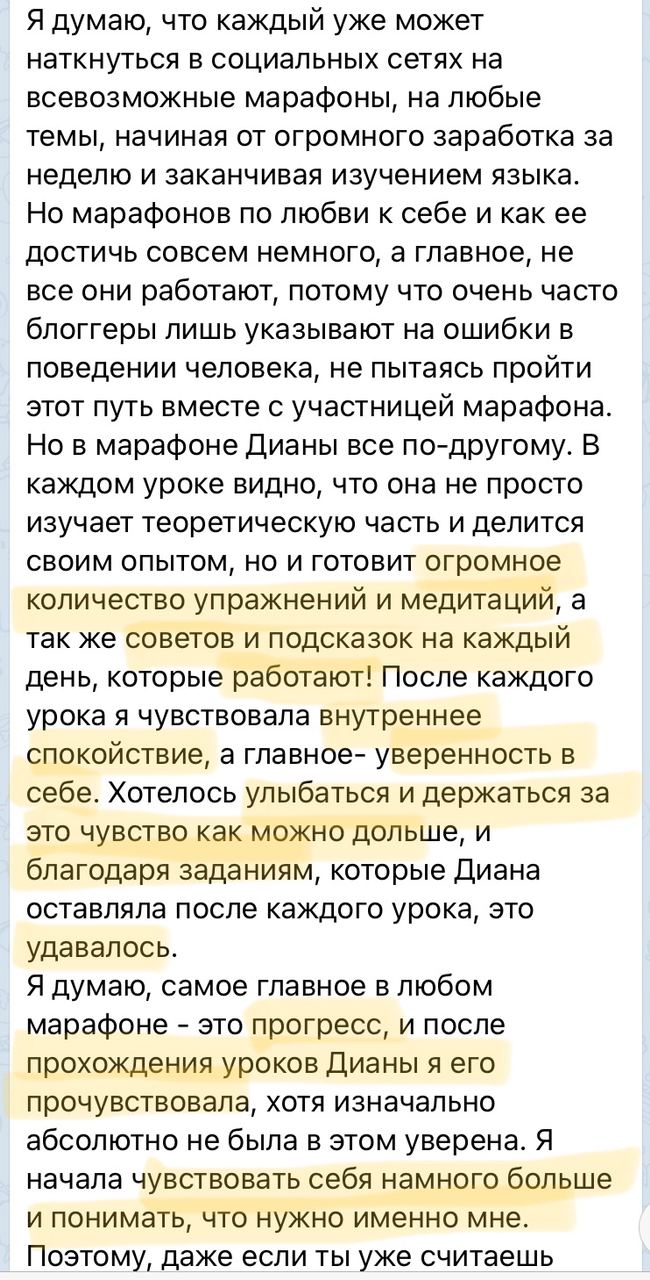 Я думаю, что каждый уже может
наткнуться в социальных сетях на
всевозможные марафоны, на любые
темы, начиная от огромного заработка за
неделю и заканчивая изучением языка.
Но марафонов по любви к себе и как ее
достичь совсем немного, а главное, не
все они работают, потому что очень часто
блоггеры лишь указывают на ошибки в
поведении человека, не пытаясь пройти
этот путь вместе с участницей марафона.
Но в марафоне Дианы все по-другому. В
каждом уроке видно, что она не просто
изучает теоретическую часть и делится
своим опытом, но и готовит огромное
количество упражнений и медитаций, а
так же советов и подсказок на каждый
день, которые работают! После каждого
урока я чувствовала внутреннее
спокойствие, а главное- уверенность в
себе. Хотелось улыбаться и держаться за
это чувство как можно дольше, и
благодаря заданиям, которые Диана
оставляла после каждого урока, это
удавалось.
Я думаю, самое главное в любом
марафоне - это прогресс, и после
прохождения уроков Дианы я его
прочувствовала, хотя изначально
абсолютно не была в этом уверена. Я
начала чувствовать себя намного больше
и понимать, что нужно именно мне.
Поэтому, даже если ты уже считаешь